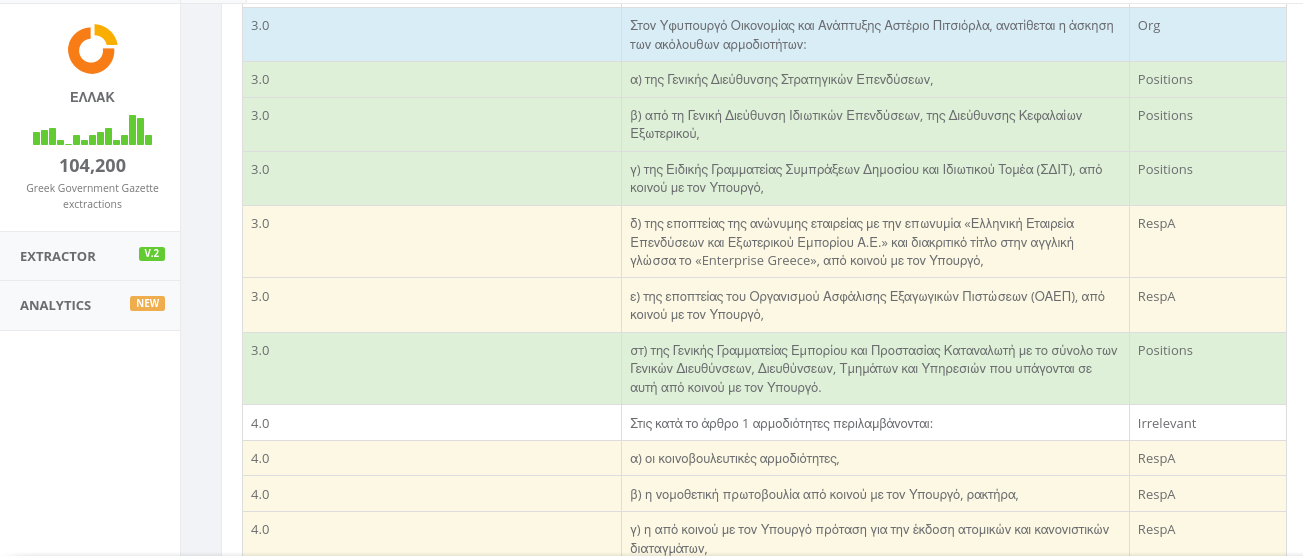 ΕΛΛΑΚ
104,200
Greek Government Gazette
exctractions
EXTRACTOR V.2
ANALYTICS NEW
3.0 Στον Υφυπουργό Οικονομίας και Ανάπτυξης Αστέριο Πιτσιόρλα, ανατίθεται η άσκηση Org
των ακόλουθων αρμοδιοτήτων:
3.0 α) της Γενικής Διεύθυνσης Στρατηγικών Επενδύσεων, Positions
3.0 β) από τη Γενική Διεύθυνση Ιδιωτικών Επενδύσεων, της Διεύθυνσης Κεφαλαίων Positions
Εξωτερικού,
3.0 γ) της Ειδικής Γραμματείας Συμπράξεων Δημοσίου και Ιδιωτικού Τομέα (ΣΔΙΤ), από Positions
κοινού με τον Υπουργό,
3.0 δ) της εποπτείας της ανώνυμης εταιρείας με την επωνυμία «Ελληνική Εταιρεία RespA
Επενδύσεων και Εξωτερικού Εμπορίου Α.Ε.» και διακριτικό τίτλο στην αγγλική
γλώσσα το «Enterprise Greece», από κοινού με τον Υπουργό,
3.0 ε) της εποπτείας του Οργανισμού Ασφάλισης Εξαγωγικών Πιστώσεων (ΟΑΕΠ), από RespA
κοινού με τον Υπουργό,
3.0 στ) της Γενικής Γραμματείας Εμπορίου και Προστασίας Καταναλωτή με το σύνολο των Positions
Γενικών Διευθύνσεων, Διευθύνσεων, Τμημάτων και Υπηρεσιών που υπάγονται σε
αυτή από κοινού με τον Υπουργό.
4.0 Στις κατά το άρθρο 1 αρμοδιότητες περιλαμβάνονται: Irrelevant
4.0 α) οι κοινοβουλευτικές αρμοδιότητες, RespA
4.0 β) η νομοθετική πρωτοβουλία από κοινού με τον Υπουργό, ρακτήρα, RespA
4.0 γ) η από κοινού με τον Υπουργό πρόταση για την έκδοση ατομικών και κανονιστικών RespA
διαταγμάτων,